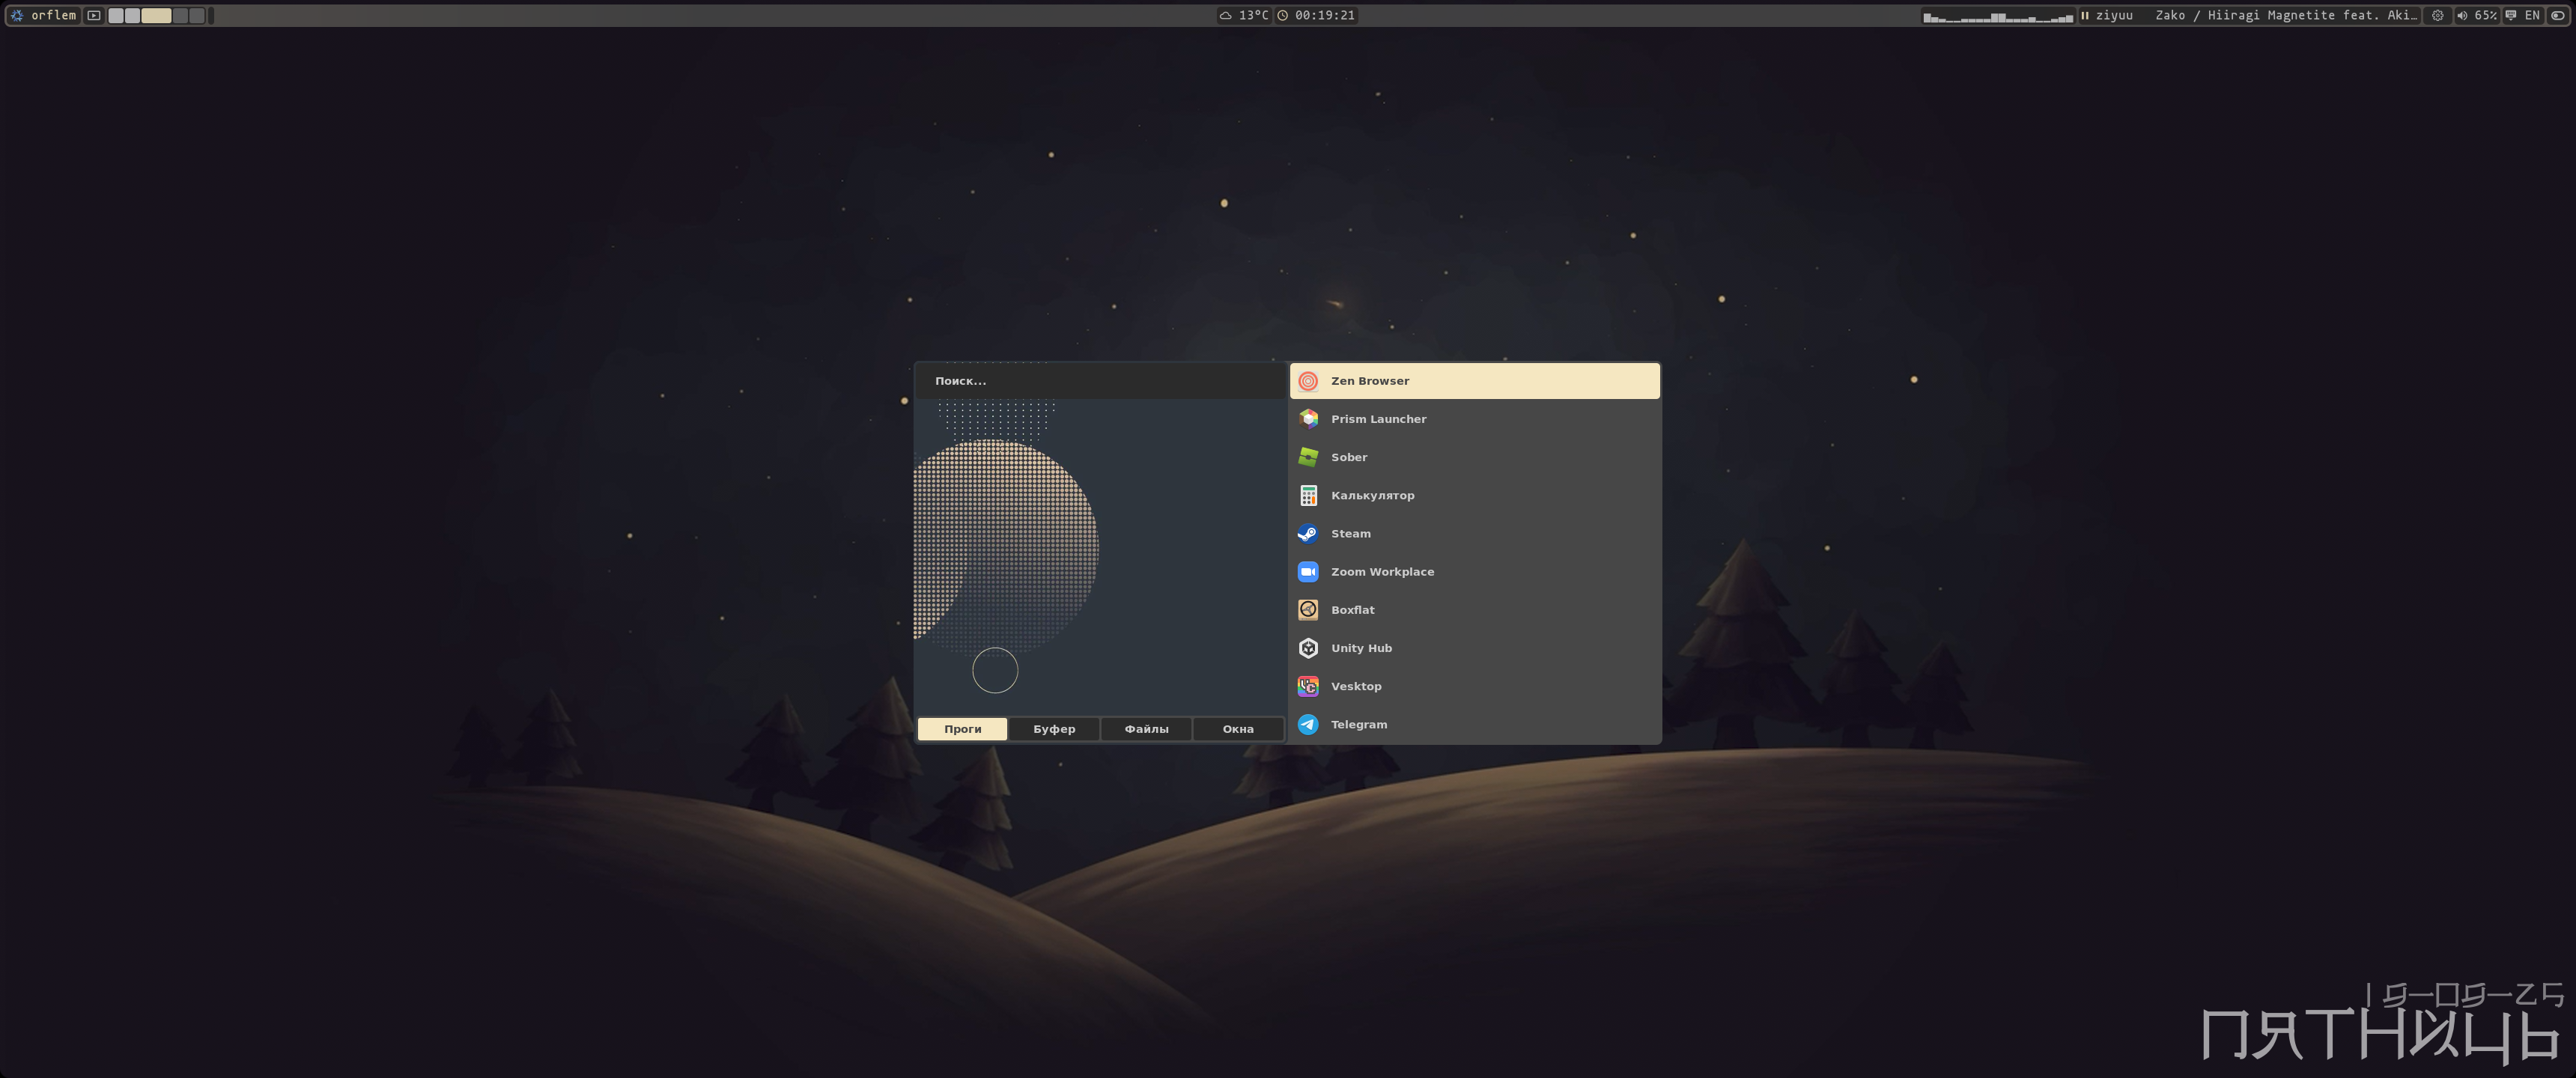 orflem
13°C 00:19:21
ziyuu Zako / Hiiragi Magnetite feat. Aki… 65% EN
Поиск...
Zen Browser
Prism Launcher
Sober
Калькулятор
Steam
Zoom Workplace
Boxflat
Unity Hub
Vesktop
Telegram
Проги Буфер Файлы Окна
19-09-25
ПЯТНИЦЬ